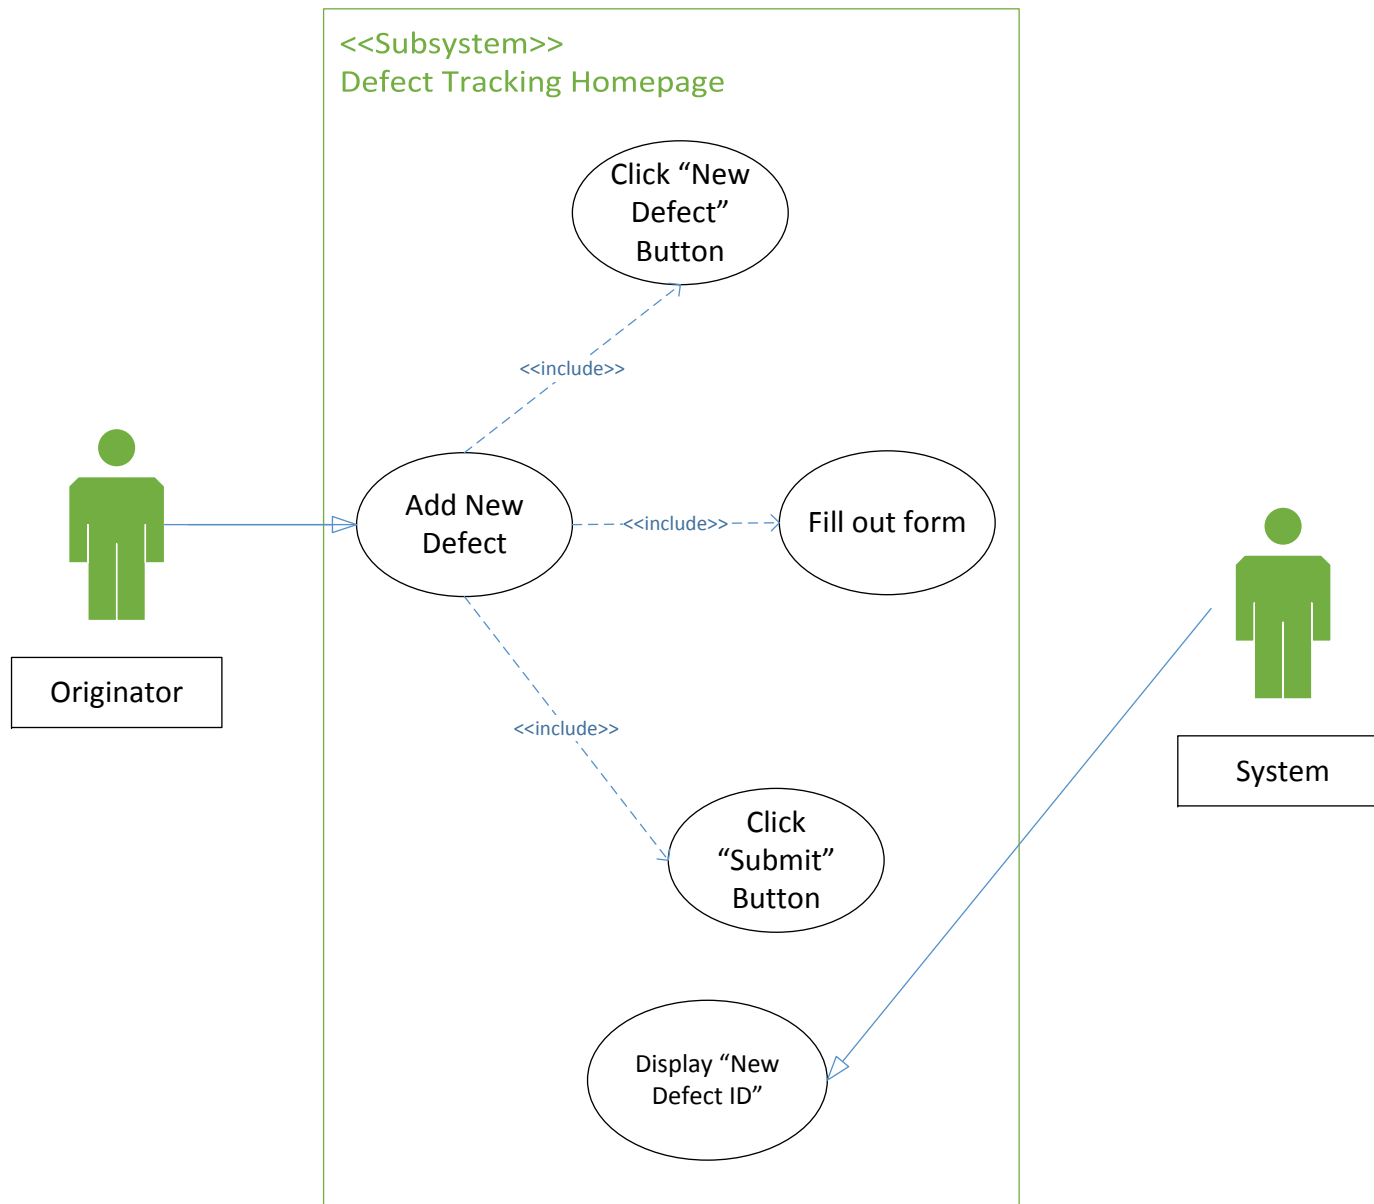 <<Subsystem>>
Defect Tracking Homepage
Click “New
Defect”
Button
<<include>>
Add New
Defect
<<include>>
Fill out form
Originator
<<include>>
System
Click
“Submit”
Button
Display “New
Defect ID”